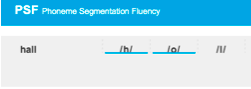 PSF Phoneme Segmentation Fluency
hall /h/ /o/ /l/